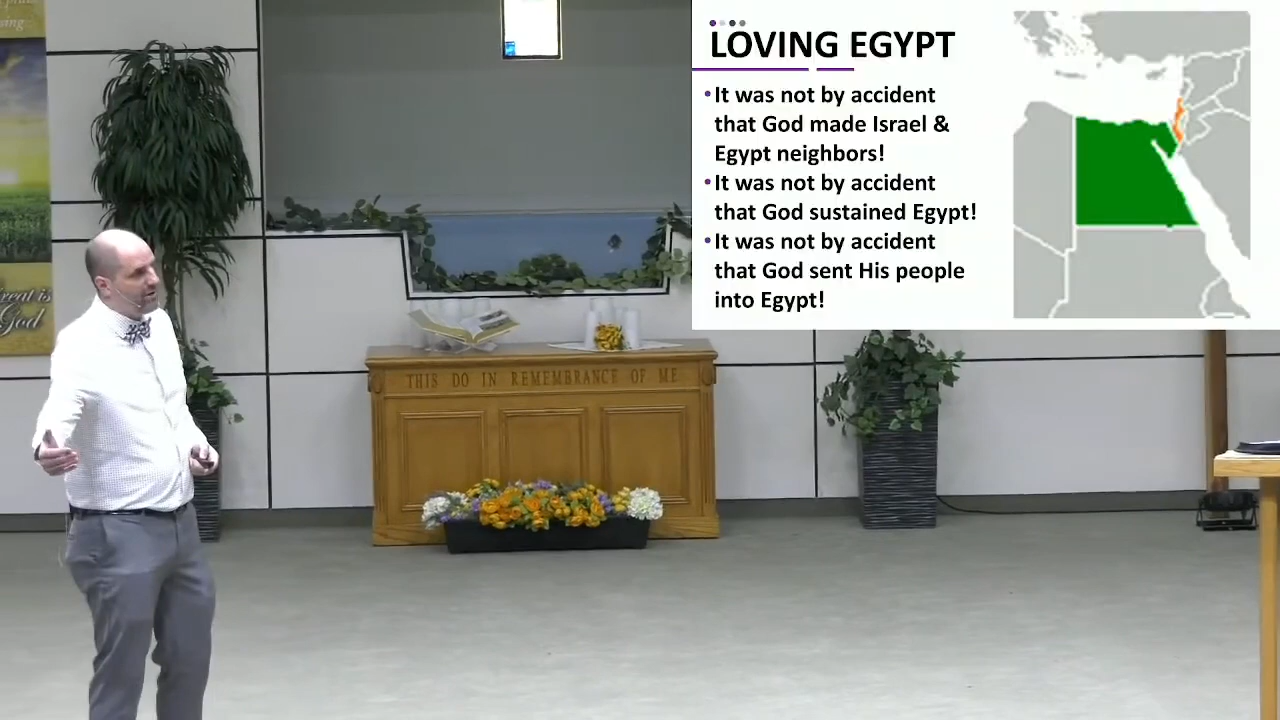 LOVING EGYPT
•It was not by accident
that God made Israel &
Egypt neighbors!
•It was not by accident
that God sustained Egypt!
•It was not by accident
that God sent His people
into Egypt!
THIS DO IN REMEMBRANCE OF ME
God